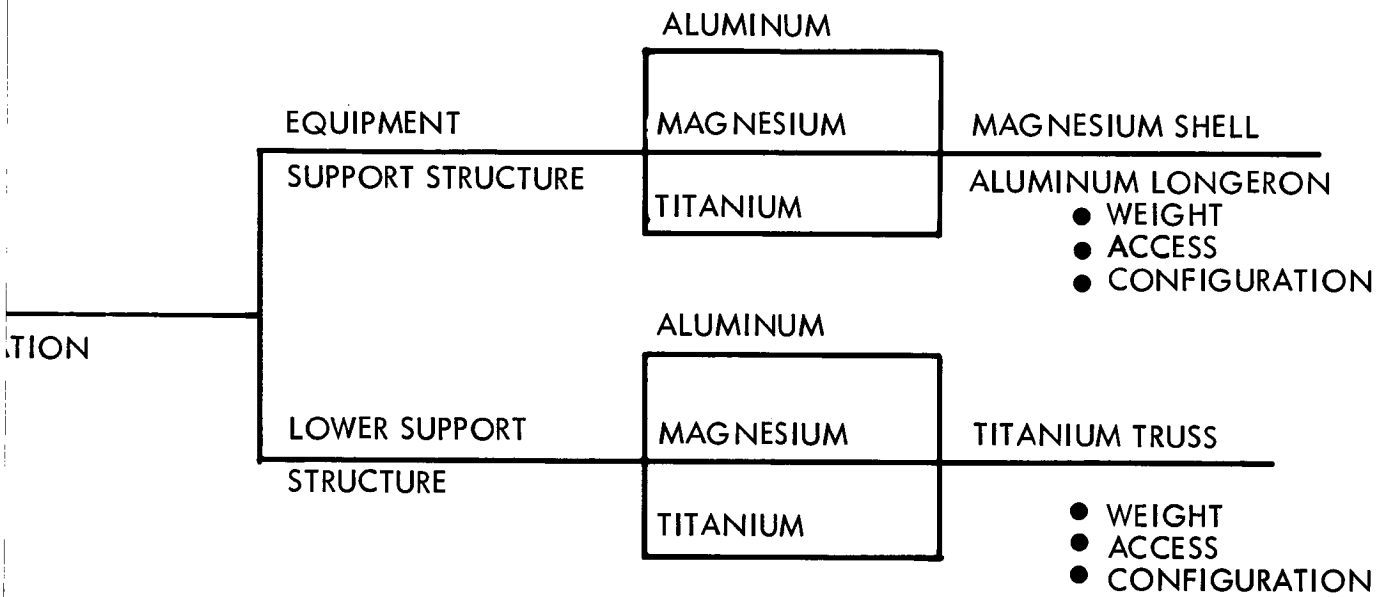 ALUMINUM
EQUIPMENT
SUPPORT STRUCTURE
MAGNESIUM
TITANIUM
MAGNESIUM SHELL
ALUMINUM LONGERON
● WEIGHT
● ACCESS
● CONFIGURATION
ATION
LOWER SUPPORT
STRUCTURE
ALUMINUM
MAGNESIUM
TITANIUM
TITANIUM TRUSS
● WEIGHT
● ACCESS
● CONFIGURATION